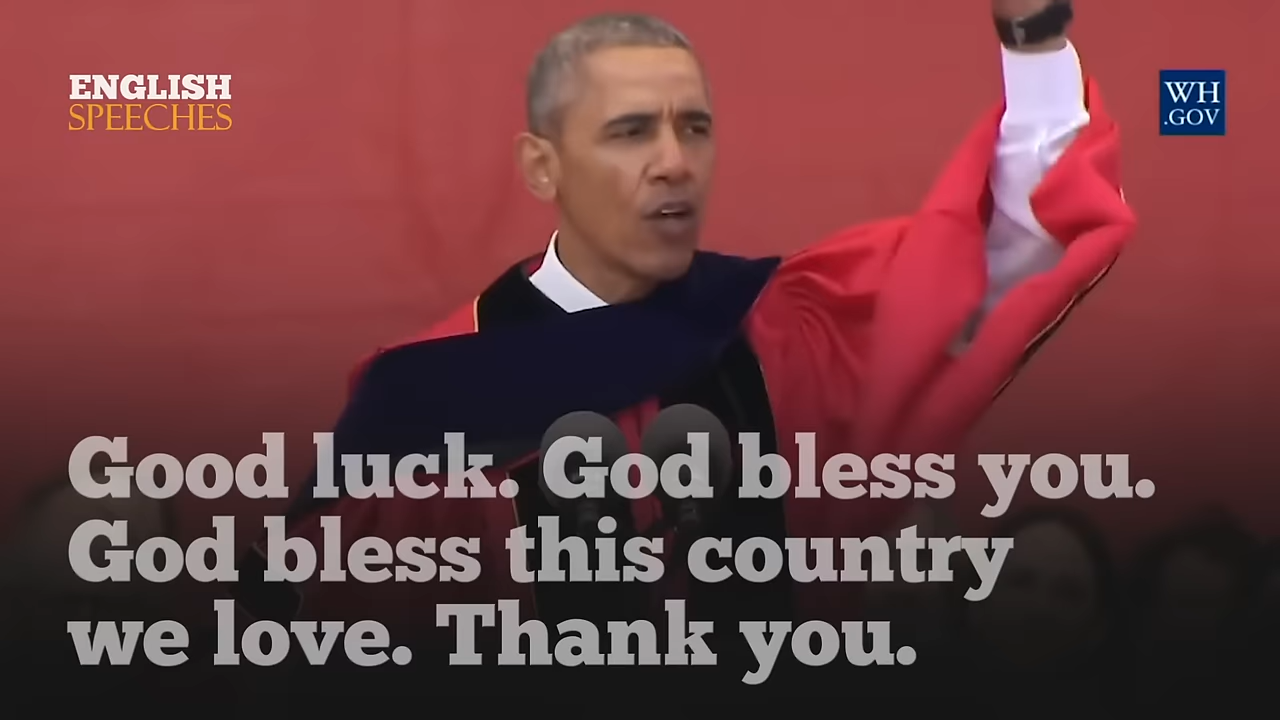 ENGLISH
SPEECHES
WH
.GOV
Good luck. God bless you.
God bless this country
we love. Thank you.